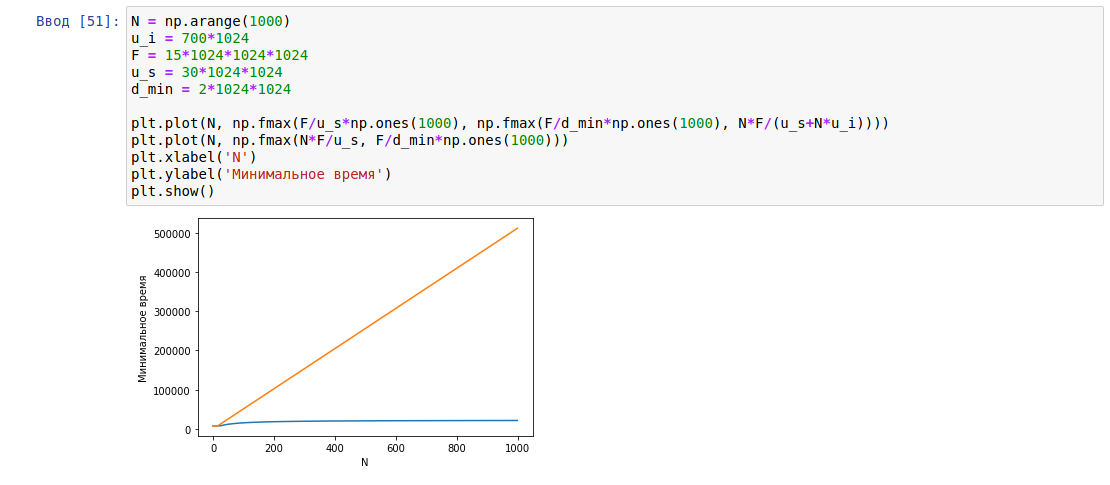 Ввод [51]:
N = np.arange(1000)
u_i = 700*1024
F = 15*1024*1024*1024
u_s = 30*1024*1024
d_min = 2*1024*1024
plt.plot(N, np.fmax(F/u_s*np.ones(1000), np.fmax(F/d_min*np.ones(1000), N*F/(u_s+N*u_i))))
plt.plot(N, np.fmax(N*F/u_s, F/d_min*np.ones(1000)))
plt.xlabel('N')
plt.ylabel('Минимальное время')
plt.show()
500000
400000
300000
200000
100000
0
Минимальное время
0 200 400 600 800 1000
N